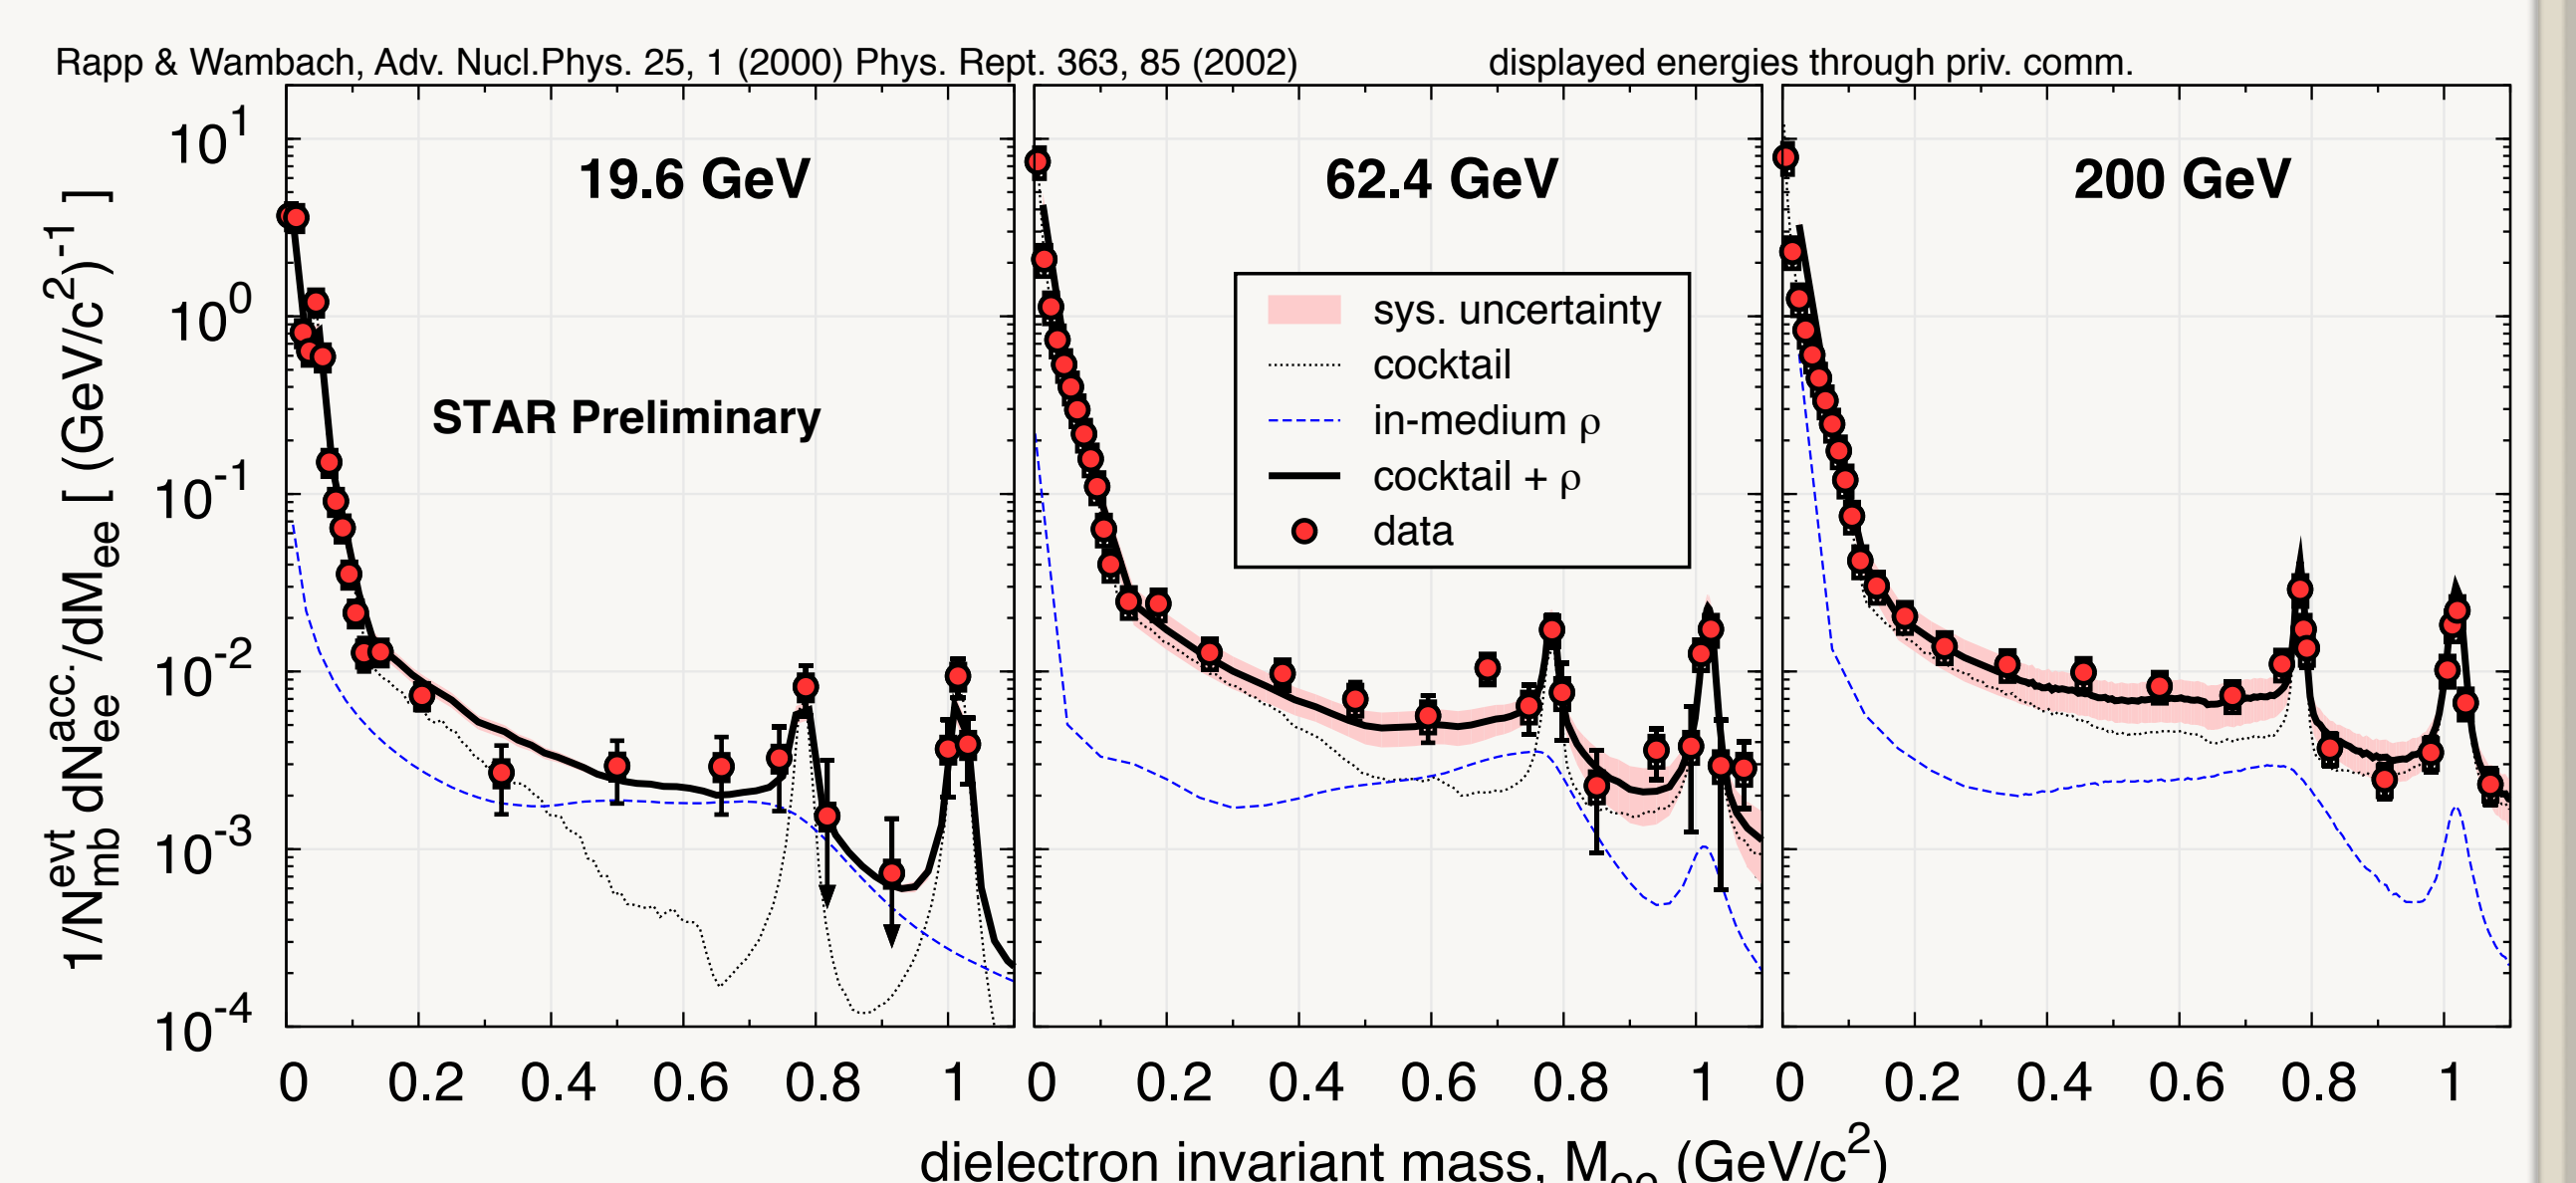 Rapp & Wambach, Adv. Nucl.Phys. 25, 1 (2000) Phys. Rept. 363, 85 (2002) displayed energies through priv. comm.
1/N_mb^evt dN_ee^acc./dM_ee [ (GeV/c^2)^-1 ]
10^1
10^0
10^-1
10^-2
10^-3
10^-4
19.6 GeV
STAR Preliminary
62.4 GeV
sys. uncertainty
cocktail
in-medium ρ
cocktail + ρ
data
200 GeV
0 0.2 0.4 0.6 0.8 1 0 0.2 0.4 0.6 0.8 1 0 0.2 0.4 0.6 0.8 1
dielectron invariant mass, M_ee (GeV/c^2)